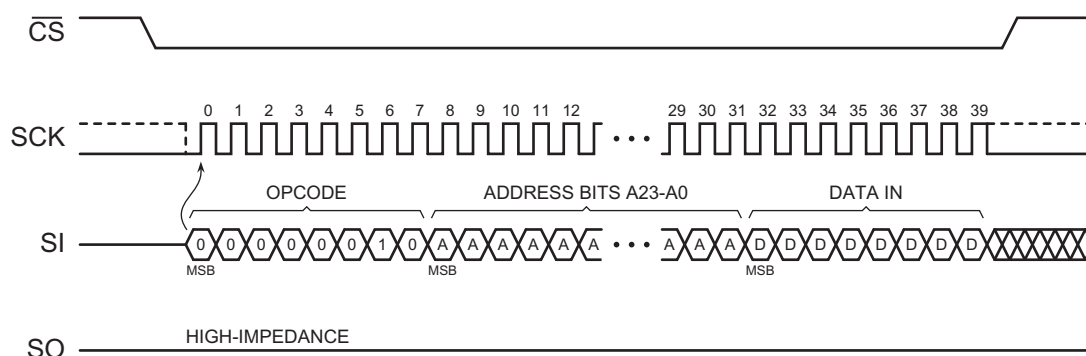 CS
SCK
0 1 2 3 4 5 6 7 8 9 10 11 12 29 30 31 32 33 34 35 36 37 38 39
OPCODE ADDRESS BITS A23-A0 DATA IN
SI
0 0 0 0 0 0 1 0 A A A A A A A A A D D D D D D D D
MSB MSB MSB
HIGH-IMPEDANCE
SO